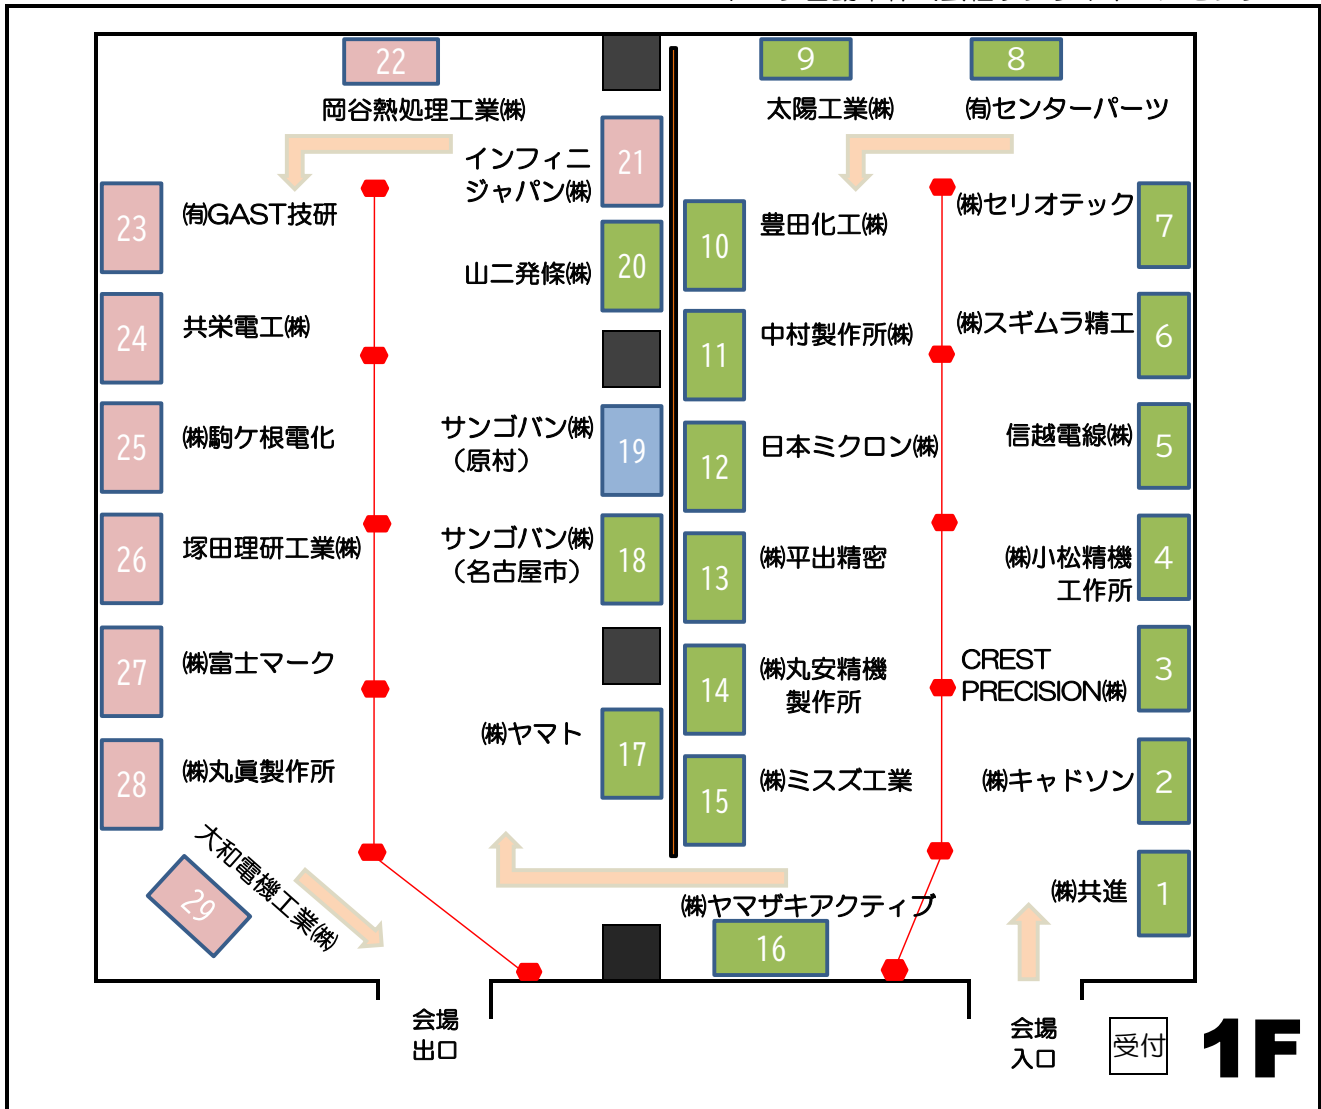 22
岡谷熱処理工業㈱
9
太陽工業㈱
8
㈲センターパーツ
インフィニ
ジャパン㈱
21
23
㈲GAST技研
山二発條㈱
20
10
豊田化工㈱
㈱セリオテック
7
24
共栄電工㈱
11
中村製作所㈱
㈱スギムラ精工
6
25
㈱駒ケ根電化
サンゴバン㈱
（原村）
19
12
日本ミクロン㈱
信越電線㈱
5
26
塚田理研工業㈱
サンゴバン㈱
（名古屋市）
18
13
㈱平出精密
㈱小松精機
工作所
4
27
㈱富士マーク
14
㈱丸安精機
製作所
CREST
PRECISION㈱
3
28
㈱丸眞製作所
㈱ヤマト
17
15
㈱ミスズ工業
㈱キャドソン
2
29
大和電機工業㈱
㈱ヤマザキアクティブ
16
㈱共進
1
会場
出口
会場
入口
受付
1F